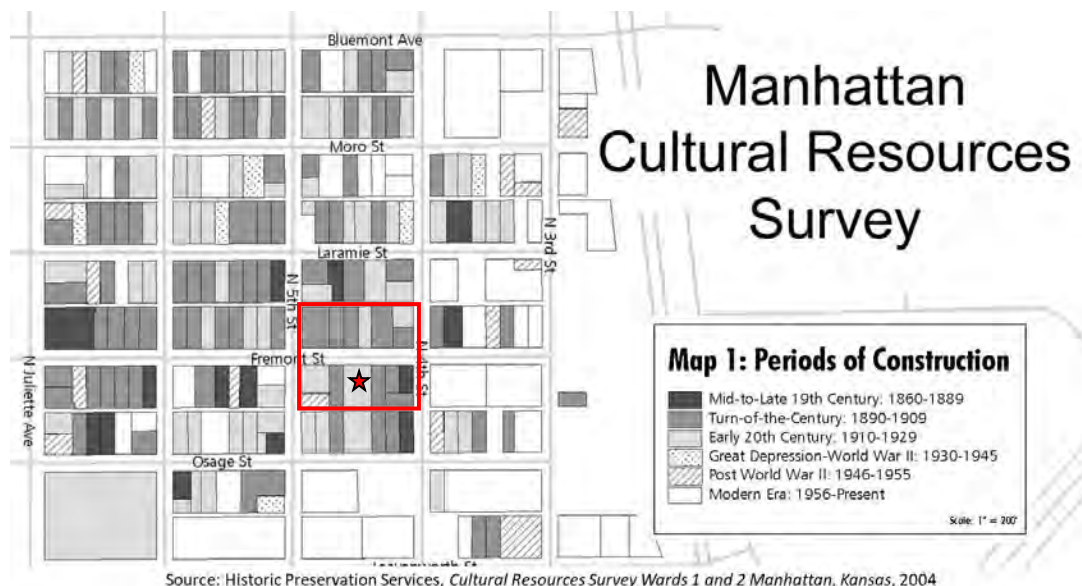 Manhattan
Cultural Resources
Survey
Bluemont Ave
Moro St
N 3rd St
Laramie St
N 5th St
Fremont St
N 4th St
N Juliette Ave
Osage St
Leavenworth St
Map 1: Periods of Construction
Mid-to-Late 19th Century: 1860-1889
Turn-of-the-Century: 1890-1909
Early 20th Century: 1910-1929
Great Depression-World War II: 1930-1945
Post World War II: 1946-1955
Modern Era: 1956-Present
Scale: 1" = 200'
Source: Historic Preservation Services, Cultural Resources Survey Wards 1 and 2 Manhattan, Kansas, 2004